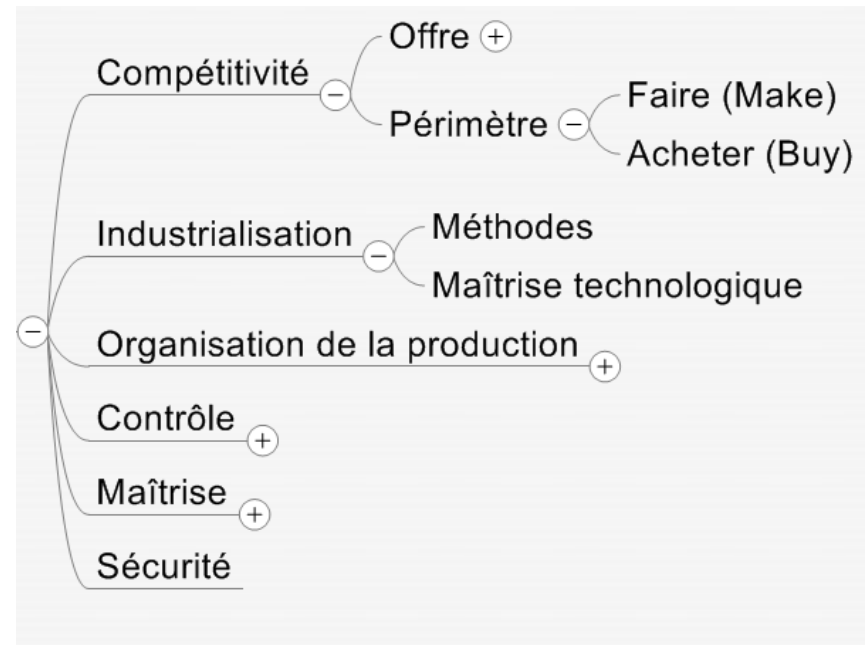 Compétitivité
Offre
Périmètre
Faire (Make)
Acheter (Buy)
Industrialisation
Méthodes
Maîtrise technologique
Organisation de la production
Contrôle
Maîtrise
Sécurité